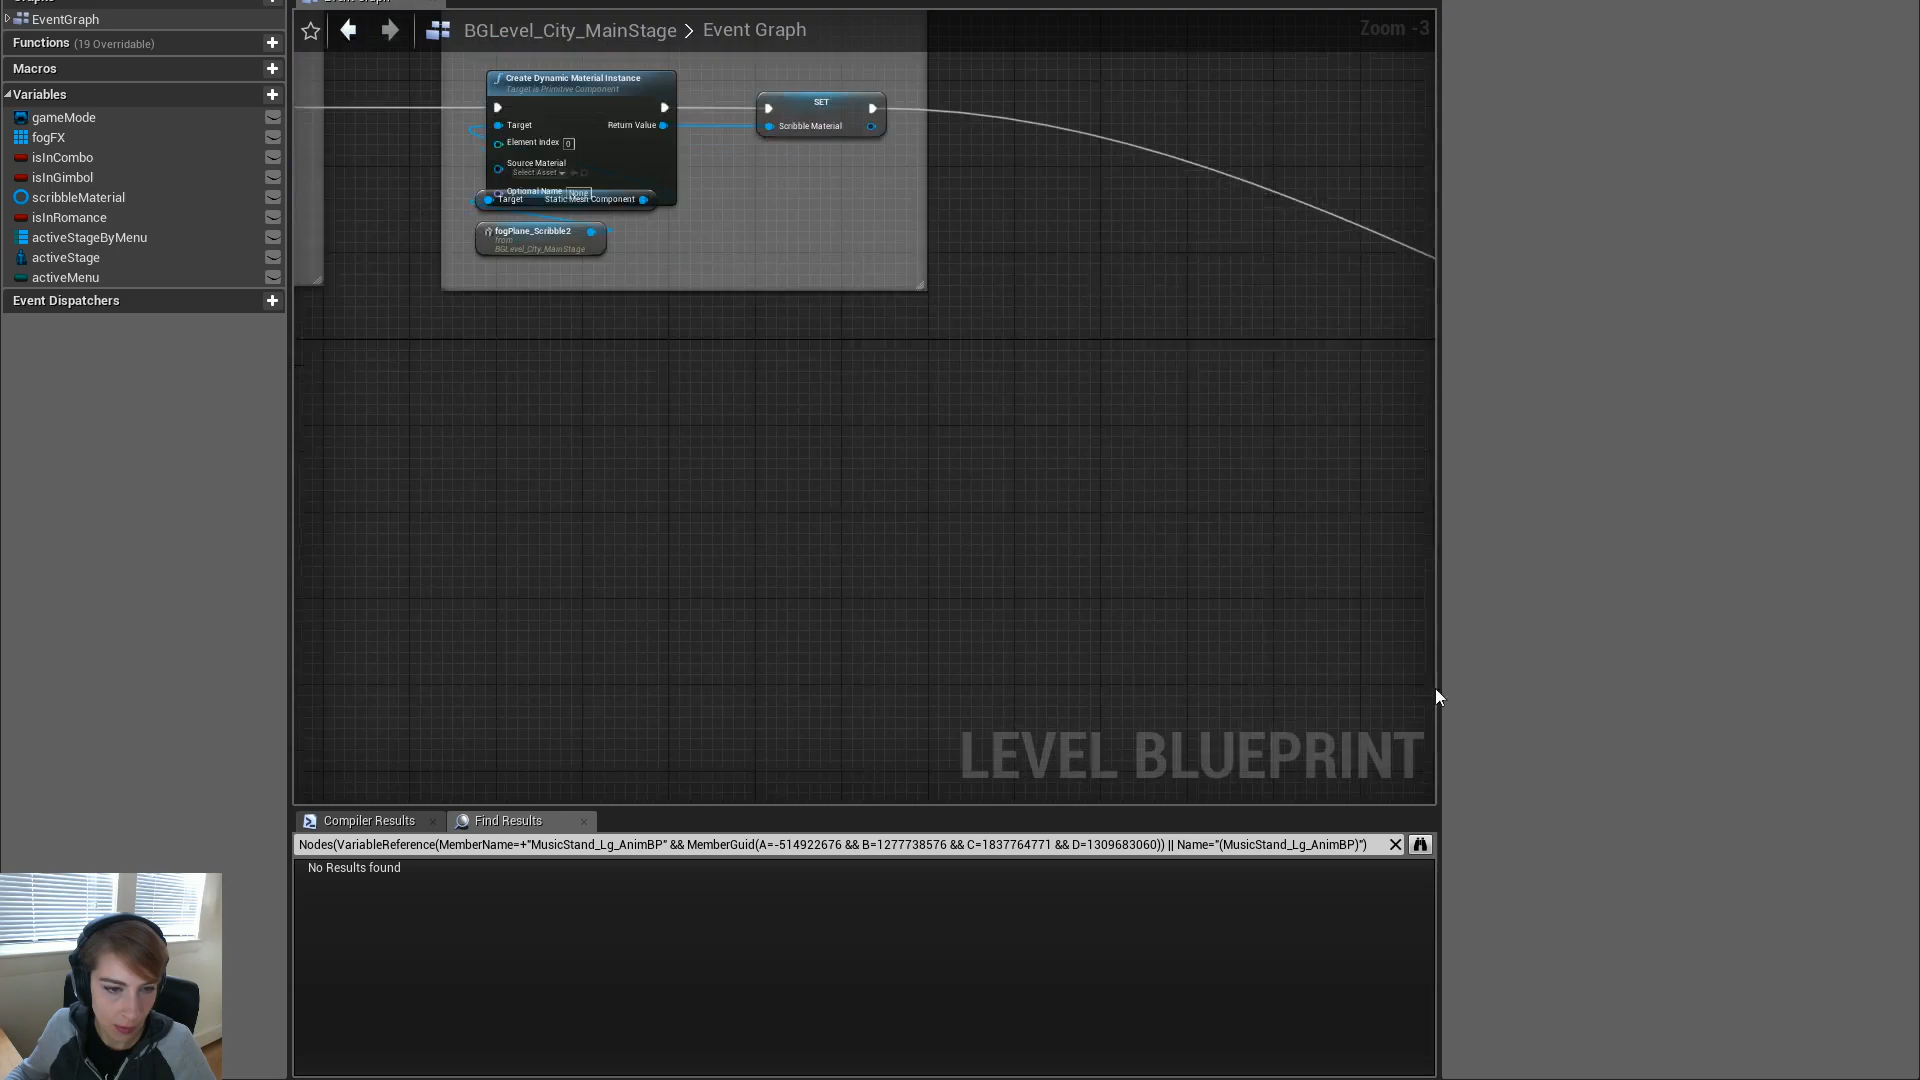 EventGraph
Functions (19 Overridable)
Macros
Variables
gameMode
fogFX
isInCombo
isInGimbol
scribbleMaterial
isInRomance
activeStageByMenu
activeStage
activeMenu
Event Dispatchers
BGLevel_City_MainStage > Event Graph
Zoom -3
Create Dynamic Material Instance
Target is Primitive Component
Target
Return Value
Element Index 0
Source Material
Select Asset
Optional Name None
Target Static Mesh Component
fogPlane_Scribble2
from
BGLevel_City_MainStage
SET
Scribble Material
LEVEL BLUEPRINT
Compiler Results
Find Results
Nodes(VariableReference(MemberName=+"MusicStand_Lg_AnimBP" && MemberGuid(A=-514922676 && B=1277738576 && C=1837764771 && D=1309683060)) || Name="(MusicStand_Lg_AnimBP)")
No Results found